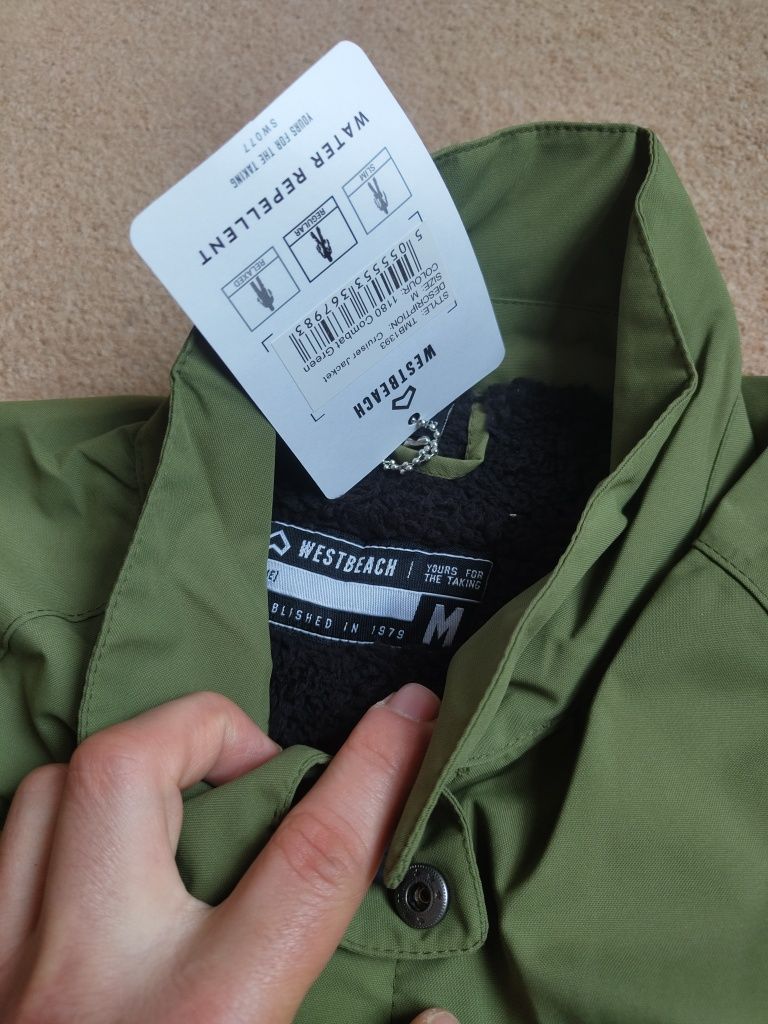 WESTBEACH
STYLE: TMB1393
DESCRIPTION: Cruiser Jacket
SIZE: M
COLOUR: 1180 Combat Green
5 055553 679983
SLIM
REGULAR
RELAXED
WATER REPELLENT
YOURS FOR THE TAKING
SW077
WESTBEACH
YOURS FOR
THE TAKING
BLISHED IN 1979
M